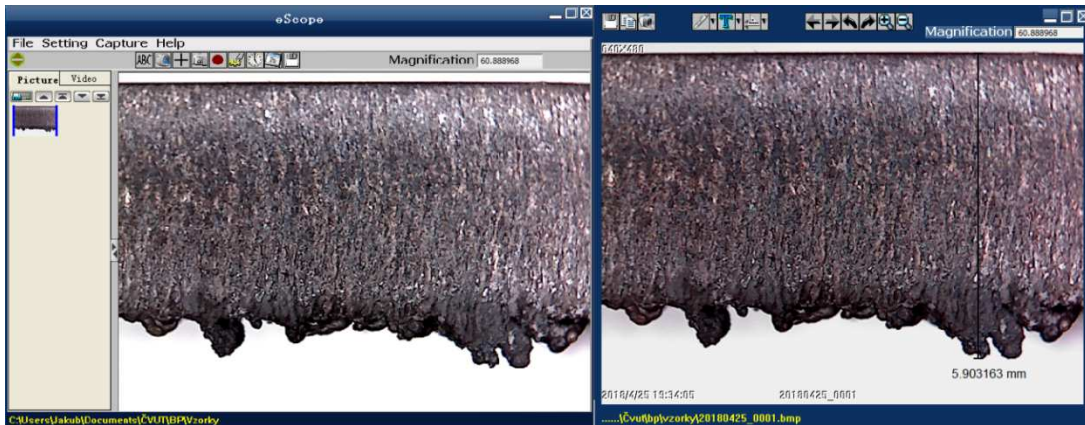 eScope
File Setting Capture Help
ABC
Magnification 60.888968
Picture Video
C:\Users\Jakub\Documents\ČVUT\BP\Vzorky
T
Magnification 60.888968
640x480
5.903163 mm
2018/4/25 19:34:05 20180425_0001
......\Čvut\bp\vzorky\20180425_0001.bmp